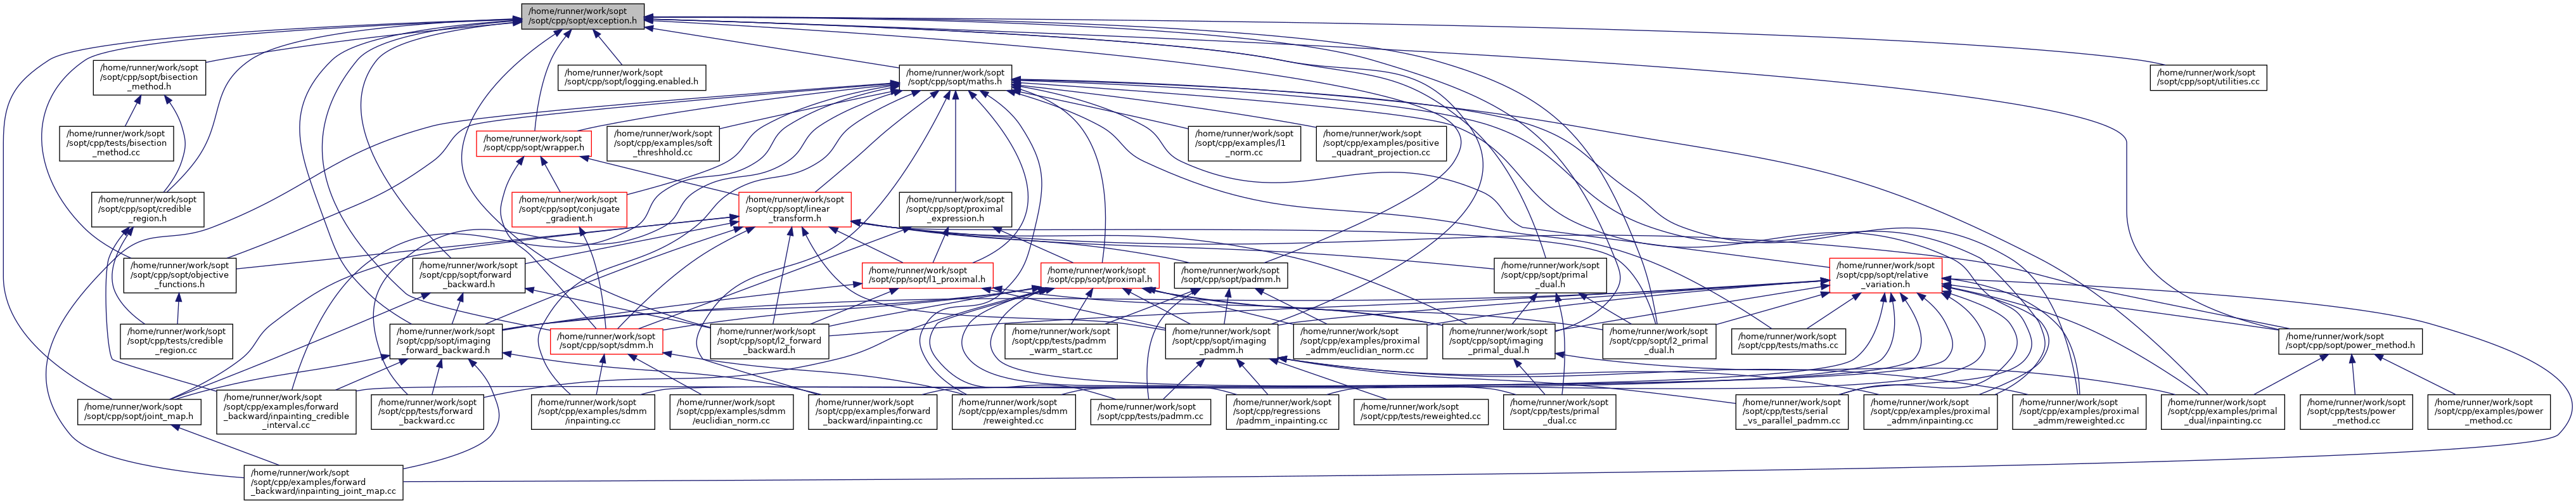 /home/runner/work/sopt
/sopt/cpp/sopt/exception.h
/home/runner/work/sopt
/sopt/cpp/sopt/bisection
_method.h
/home/runner/work/sopt
/sopt/cpp/sopt/logging.enabled.h
/home/runner/work/sopt
/sopt/cpp/sopt/maths.h
/home/runner/work/sopt
/sopt/cpp/sopt/utilities.cc
/home/runner/work/sopt
/sopt/cpp/tests/bisection
_method.cc
/home/runner/work/sopt
/sopt/cpp/sopt/wrapper.h
/home/runner/work/sopt
/sopt/cpp/examples/soft
_threshhold.cc
/home/runner/work/sopt
/sopt/cpp/examples/l1
_norm.cc
/home/runner/work/sopt
/sopt/cpp/examples/positive
_quadrant_projection.cc
/home/runner/work/sopt
/sopt/cpp/sopt/credible
_region.h
/home/runner/work/sopt
/sopt/cpp/sopt/conjugate
_gradient.h
/home/runner/work/sopt
/sopt/cpp/sopt/linear
_transform.h
/home/runner/work/sopt
/sopt/cpp/sopt/proximal
_expression.h
/home/runner/work/sopt
/sopt/cpp/sopt/objective
_functions.h
/home/runner/work/sopt
/sopt/cpp/sopt/forward
_backward.h
/home/runner/work/sopt
/sopt/cpp/sopt/l1_proximal.h
/home/runner/work/sopt
/sopt/cpp/sopt/proximal.h
/home/runner/work/sopt
/sopt/cpp/sopt/padmm.h
/home/runner/work/sopt
/sopt/cpp/sopt/primal
_dual.h
/home/runner/work/sopt
/sopt/cpp/sopt/relative
_variation.h
/home/runner/work/sopt
/sopt/cpp/tests/credible
_region.cc
/home/runner/work/sopt
/sopt/cpp/sopt/imaging
_forward_backward.h
/home/runner/work/sopt
/sopt/cpp/sopt/sdmm.h
/home/runner/work/sopt
/sopt/cpp/sopt/l2_forward
_backward.h
/home/runner/work/sopt
/sopt/cpp/tests/padmm
_warm_start.cc
/home/runner/work/sopt
/sopt/cpp/sopt/imaging
_padmm.h
/home/runner/work/sopt
/sopt/cpp/examples/proximal
_admm/euclidian_norm.cc
/home/runner/work/sopt
/sopt/cpp/sopt/imaging
_primal_dual.h
/home/runner/work/sopt
/sopt/cpp/sopt/l2_primal
_dual.h
/home/runner/work/sopt
/sopt/cpp/tests/maths.cc
/home/runner/work/sopt
/sopt/cpp/sopt/power_method.h
/home/runner/work/sopt
/sopt/cpp/sopt/joint_map.h
/home/runner/work/sopt
/sopt/cpp/examples/forward
_backward/inpainting_credible
_interval.cc
/home/runner/work/sopt
/sopt/cpp/tests/forward
_backward.cc
/home/runner/work/sopt
/sopt/cpp/examples/sdmm
/inpainting.cc
/home/runner/work/sopt
/sopt/cpp/examples/sdmm
/euclidian_norm.cc
/home/runner/work/sopt
/sopt/cpp/examples/forward
_backward/inpainting.cc
/home/runner/work/sopt
/sopt/cpp/examples/sdmm
/reweighted.cc
/home/runner/work/sopt
/sopt/cpp/tests/padmm.cc
/home/runner/work/sopt
/sopt/cpp/regressions
/padmm_inpainting.cc
/home/runner/work/sopt
/sopt/cpp/tests/reweighted.cc
/home/runner/work/sopt
/sopt/cpp/tests/primal
_dual.cc
/home/runner/work/sopt
/sopt/cpp/tests/serial
_vs_parallel_padmm.cc
/home/runner/work/sopt
/sopt/cpp/examples/proximal
_admm/inpainting.cc
/home/runner/work/sopt
/sopt/cpp/examples/proximal
_admm/reweighted.cc
/home/runner/work/sopt
/sopt/cpp/examples/primal
_dual/inpainting.cc
/home/runner/work/sopt
/sopt/cpp/tests/power
_method.cc
/home/runner/work/sopt
/sopt/cpp/examples/power
_method.cc
/home/runner/work/sopt
/sopt/cpp/examples/forward
_backward/inpainting_joint_map.cc